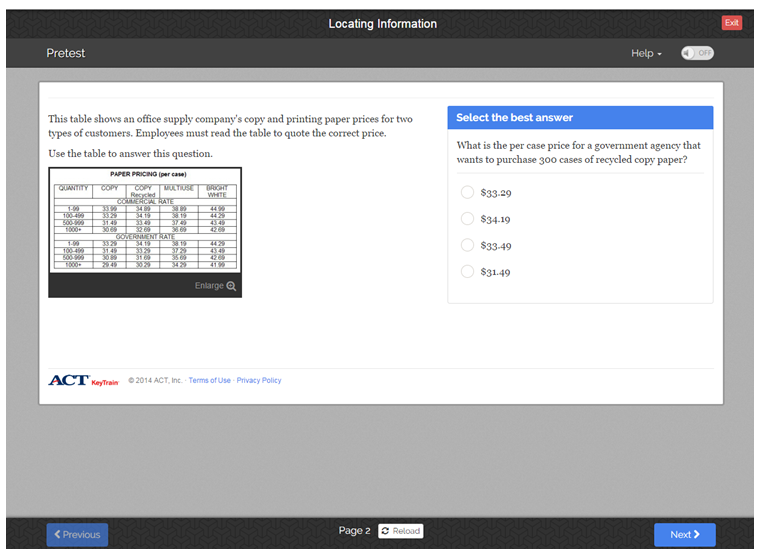 Locating Information
Exit
Pretest
Help
OFF
This table shows an office supply company's copy and printing paper prices for two
types of customers. Employees must read the table to quote the correct price.
Use the table to answer this question.
PAPER PRICING (per case)
QUANTITY COPY COPY Recycled MULTIUSE BRIGHT WHITE
COMMERCIAL RATE
1-99 33.99 34.89 38.89 44.99
100-499 33.29 34.19 38.19 44.29
500-999 31.49 33.49 37.49 43.49
1000+ 30.69 32.69 36.69 42.69
GOVERNMENT RATE
1-99 33.29 34.19 38.19 44.29
100-499 31.49 33.29 37.29 43.49
500-999 30.89 31.69 35.69 42.69
1000+ 29.49 30.29 34.29 41.99
Enlarge
Select the best answer
What is the per case price for a government agency that
wants to purchase 300 cases of recycled copy paper?
$33.29
$34.19
$33.49
$31.49
ACT KeyTrain © 2014 ACT, Inc. · Terms of Use · Privacy Policy
Previous
Page 2
Reload
Next